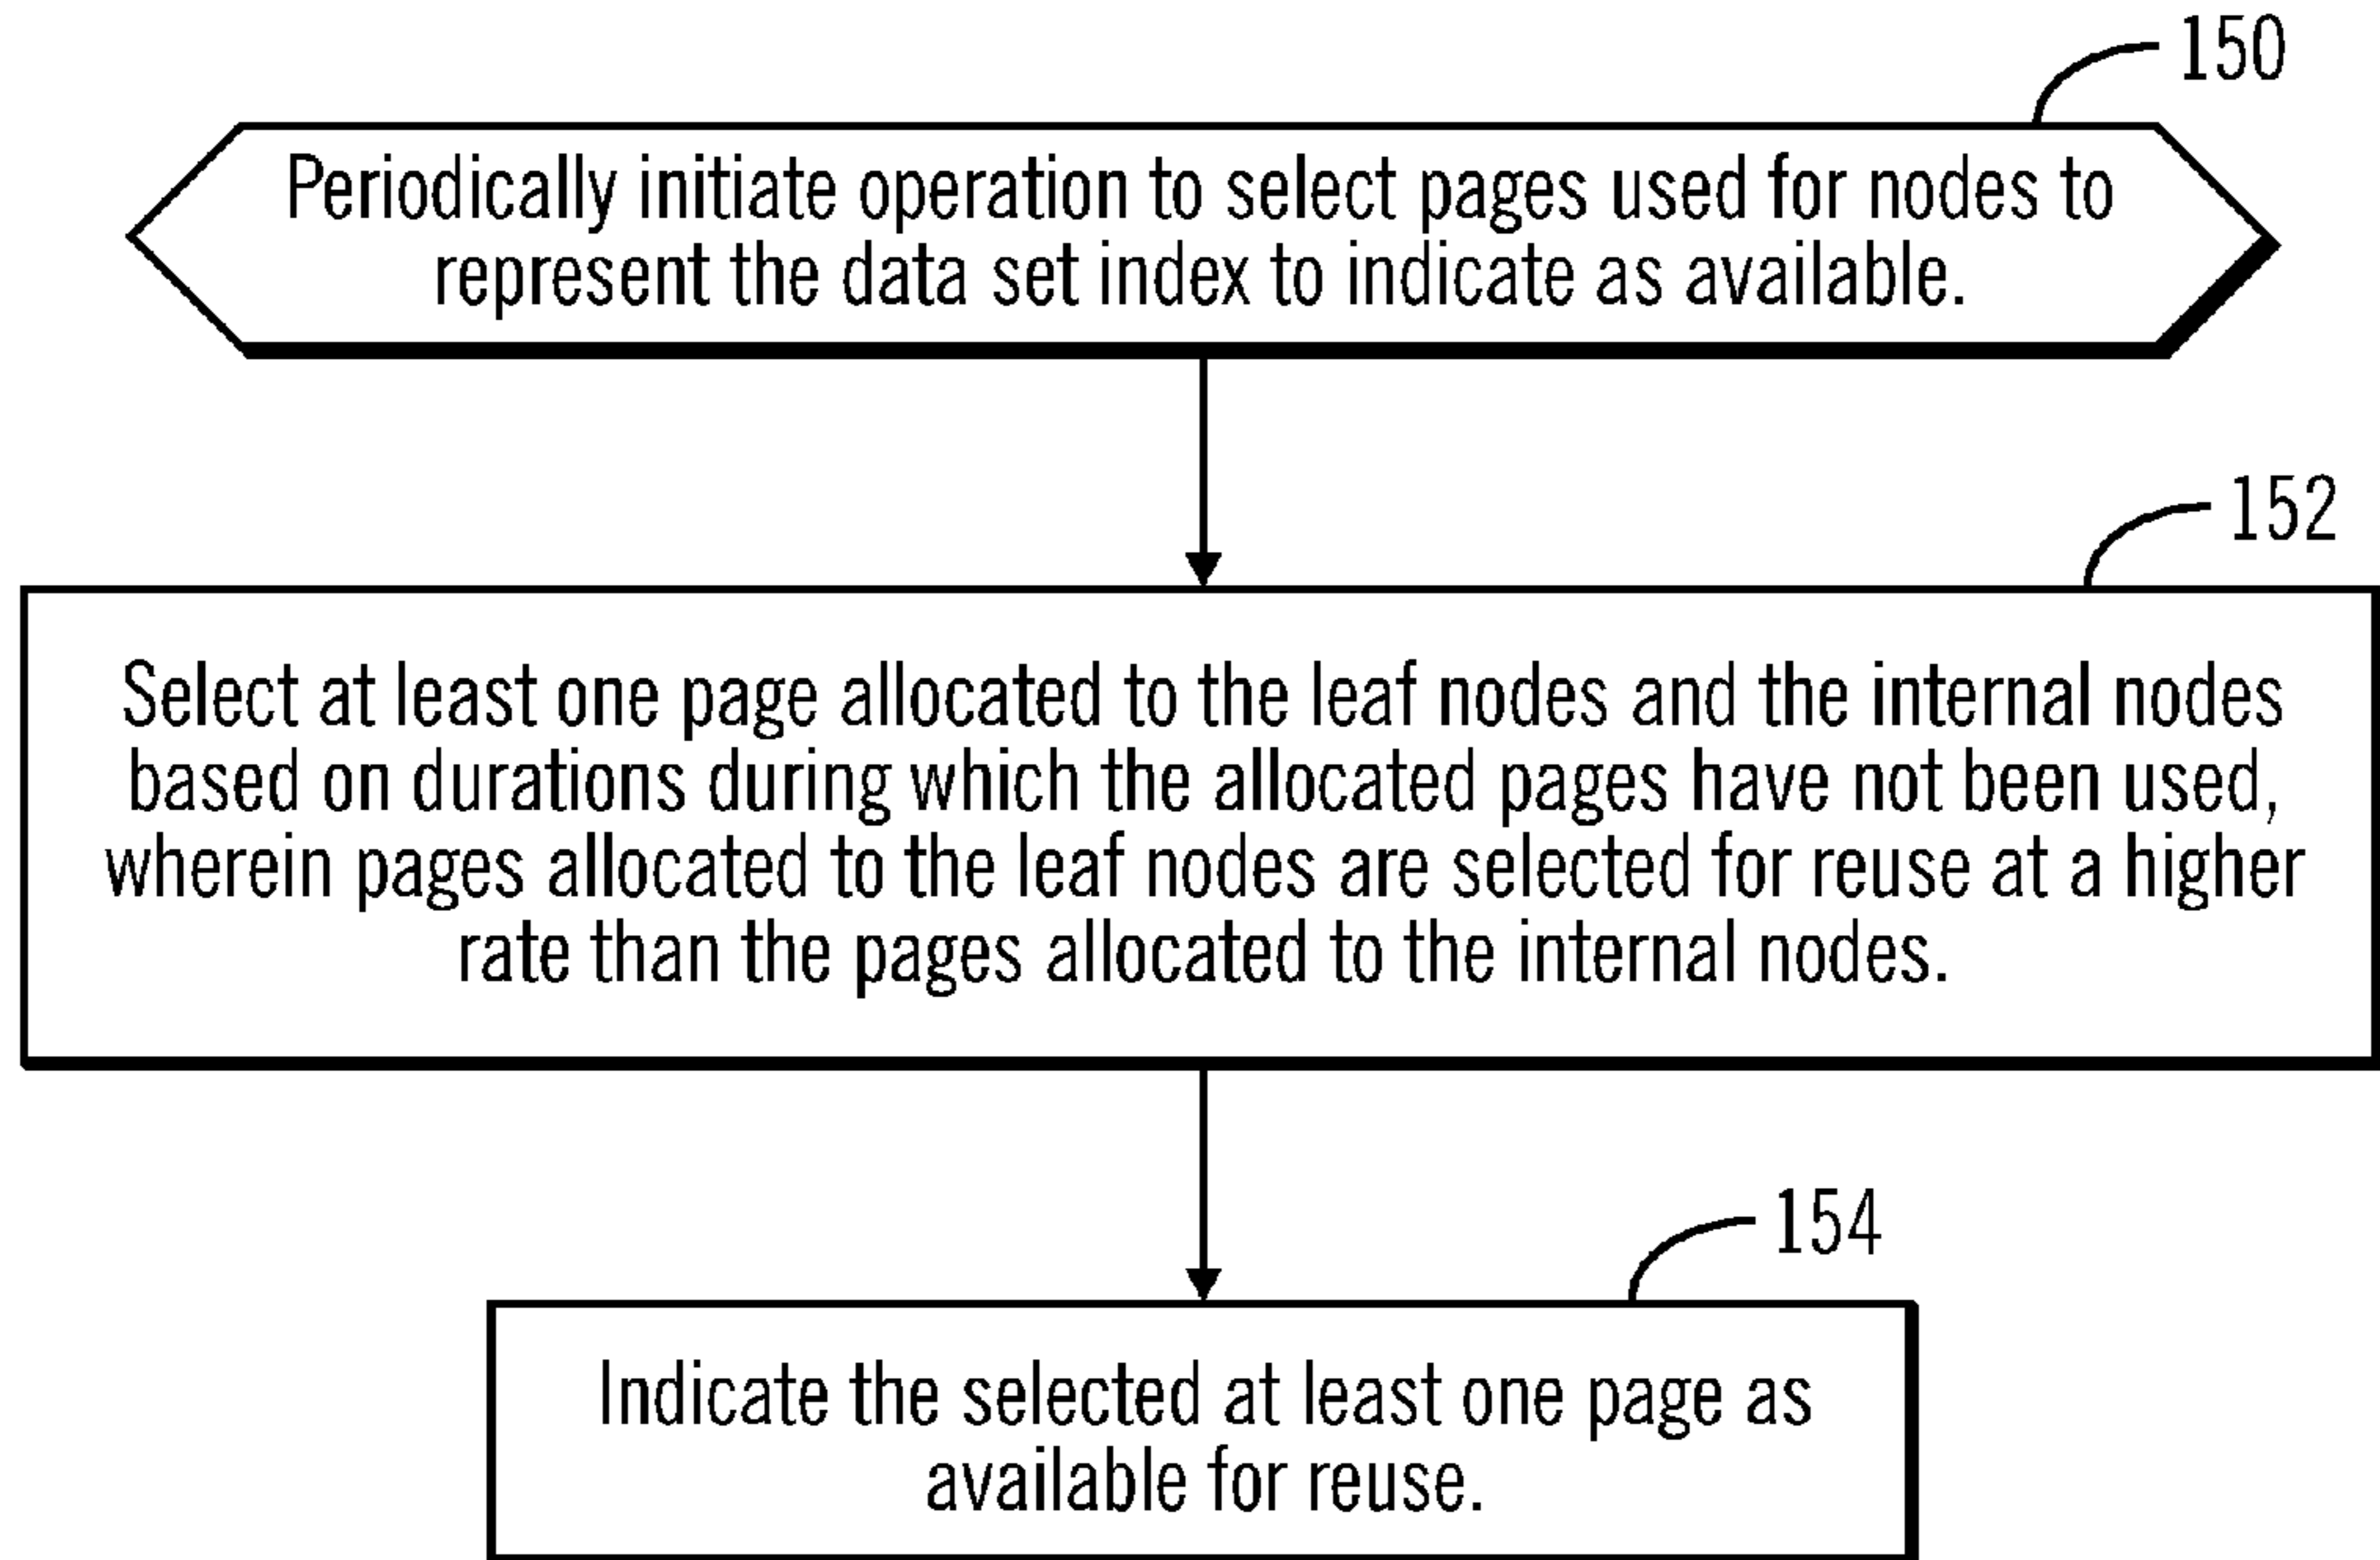 150
Periodically initiate operation to select pages used for nodes to
represent the data set index to indicate as available.
152
Select at least one page allocated to the leaf nodes and the internal nodes
based on durations during which the allocated pages have not been used,
wherein pages allocated to the leaf nodes are selected for reuse at a higher
rate than the pages allocated to the internal nodes.
154
Indicate the selected at least one page as
available for reuse.